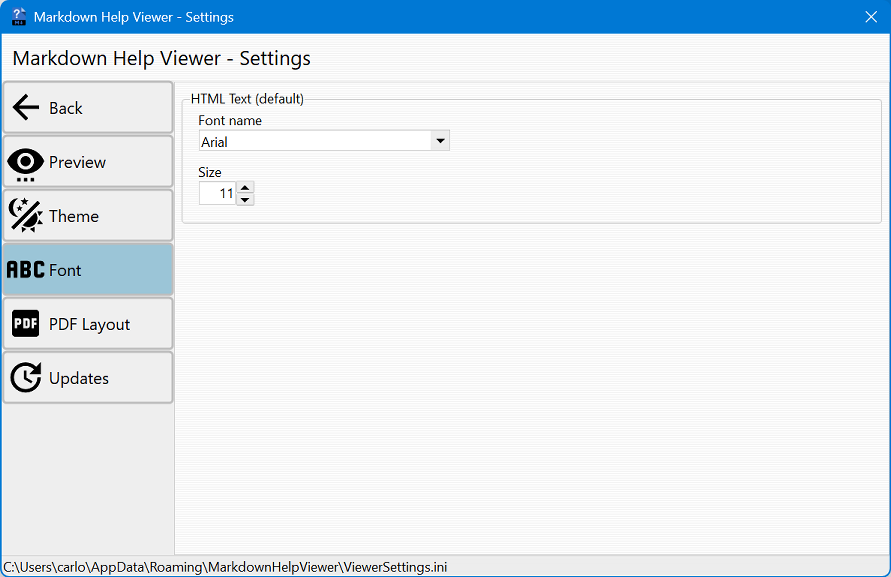 Markdown Help Viewer - Settings
Markdown Help Viewer - Settings
Back
Preview
Theme
ABC Font
PDF PDF Layout
Updates
HTML Text (default)
Font name
Arial
Size
11
C:\Users\carlo\AppData\Roaming\MarkdownHelpViewer\ViewerSettings.ini